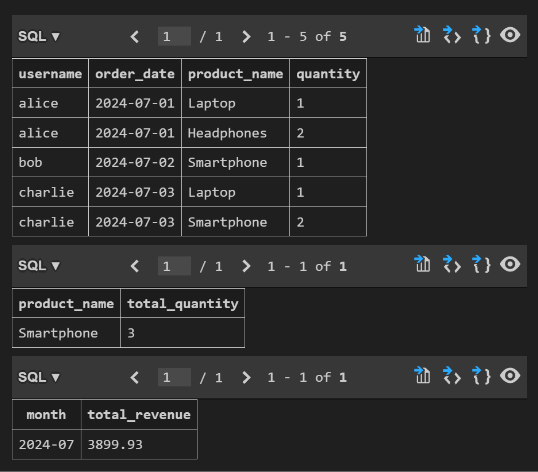 SQL ▼ < 1 / 1 > 1 - 5 of 5
username order_date product_name quantity
alice 2024-07-01 Laptop 1
alice 2024-07-01 Headphones 2
bob 2024-07-02 Smartphone 1
charlie 2024-07-03 Laptop 1
charlie 2024-07-03 Smartphone 2
SQL ▼ < 1 / 1 > 1 - 1 of 1
product_name total_quantity
Smartphone 3
SQL ▼ < 1 / 1 > 1 - 1 of 1
month total_revenue
2024-07 3899.93